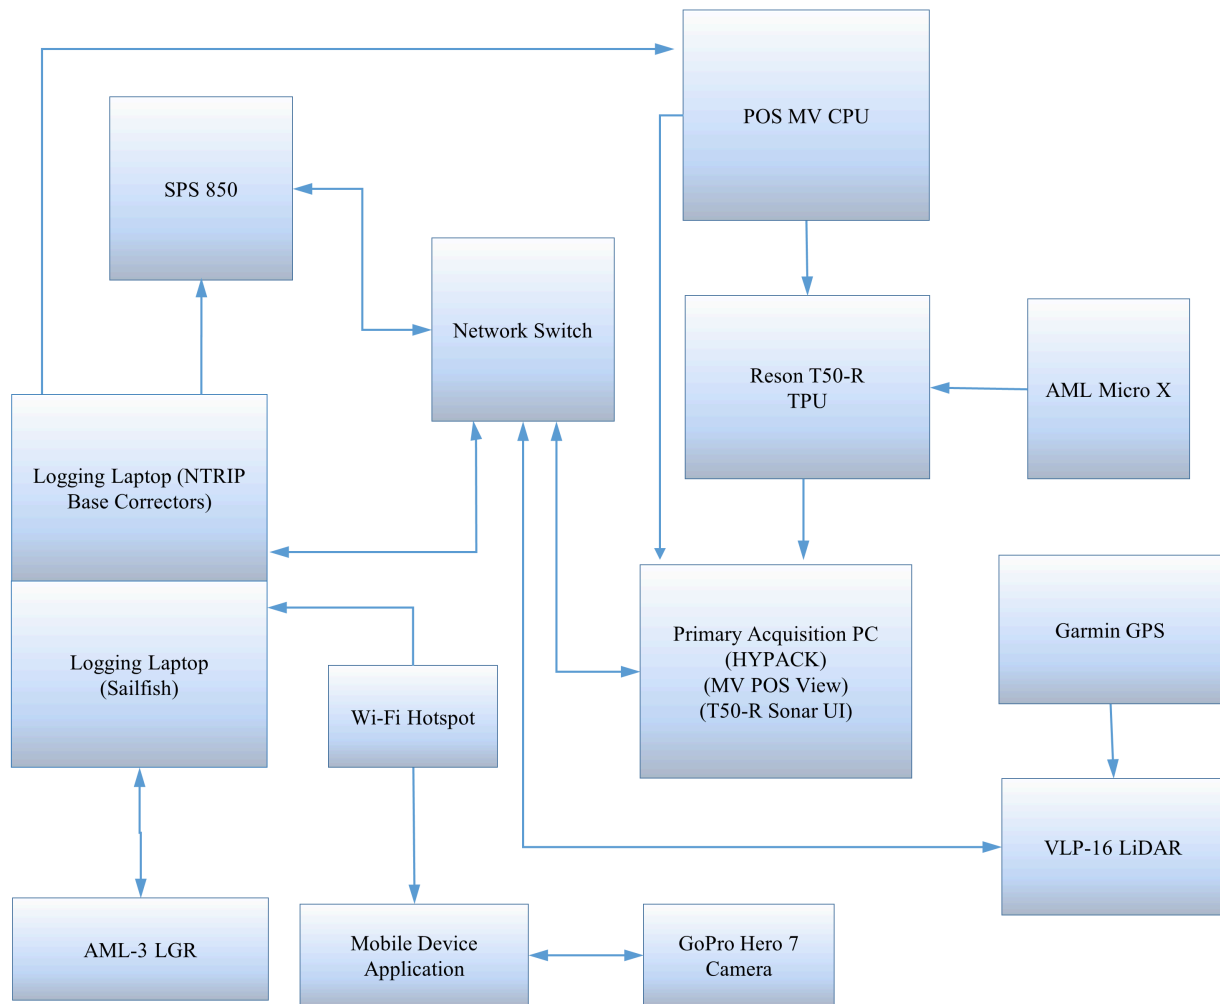 POS MV CPU
SPS 850
Network Switch
Reson T50-R
TPU
AML Micro X
Logging Laptop (NTRIP
Base Correctors)
Primary Acquisition PC
(HYPACK)
(MV POS View)
(T50-R Sonar UI)
Garmin GPS
Logging Laptop
(Sailfish)
Wi-Fi Hotspot
VLP-16 LiDAR
AML-3 LGR
Mobile Device
Application
GoPro Hero 7
Camera